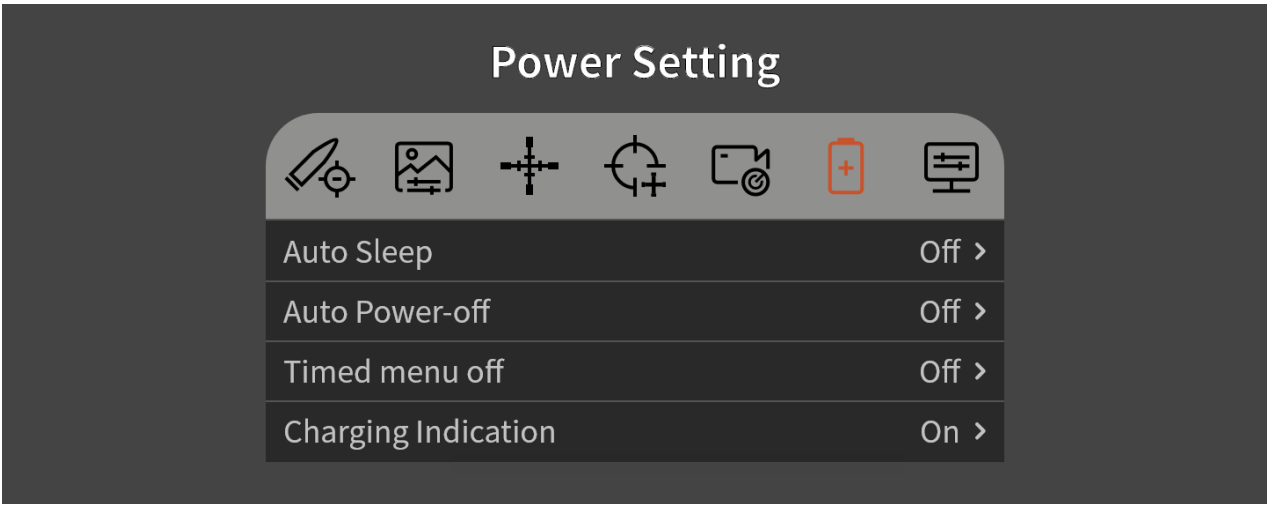 Power Setting
Auto Sleep Off
Auto Power-off Off
Timed menu off Off
Charging Indication On